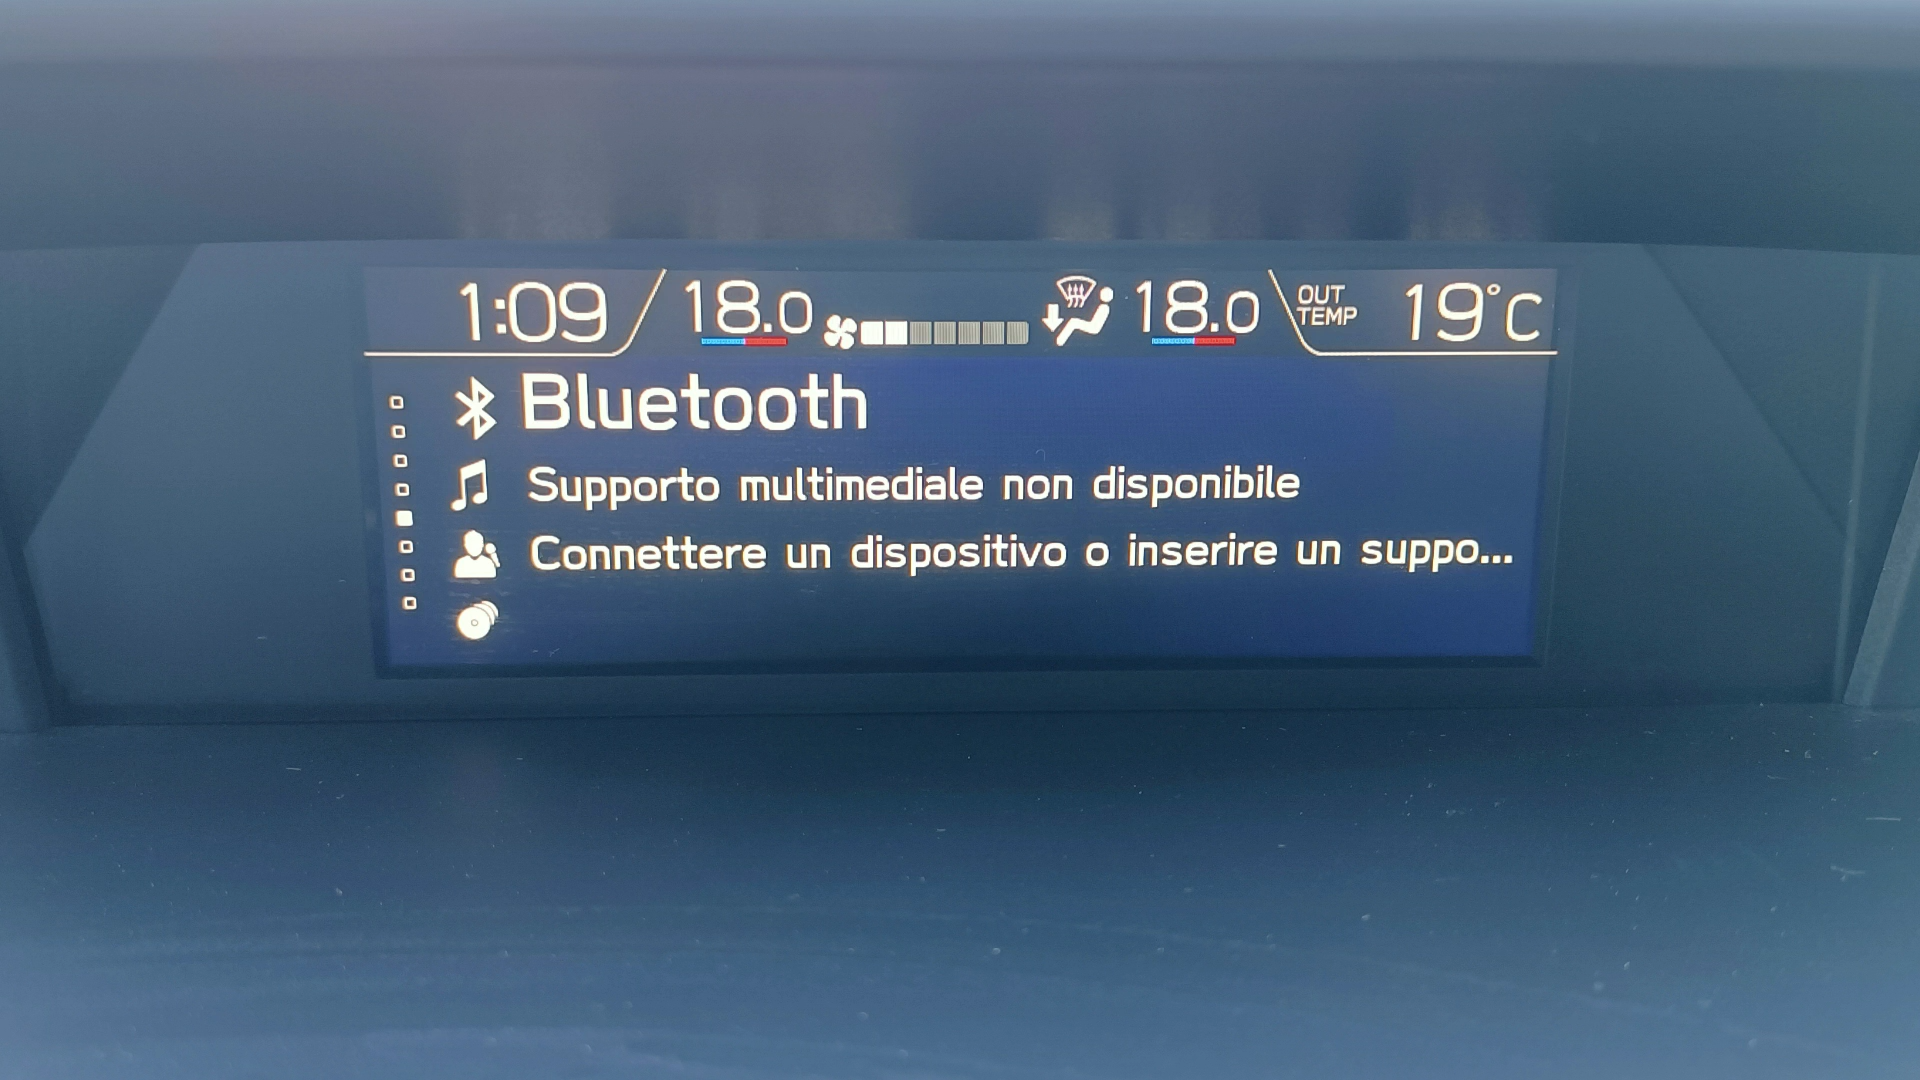 1:09 18.0 18.0 OUT TEMP 19°C
Bluetooth
Supporto multimediale non disponibile
Connettere un dispositivo o inserire un suppo...